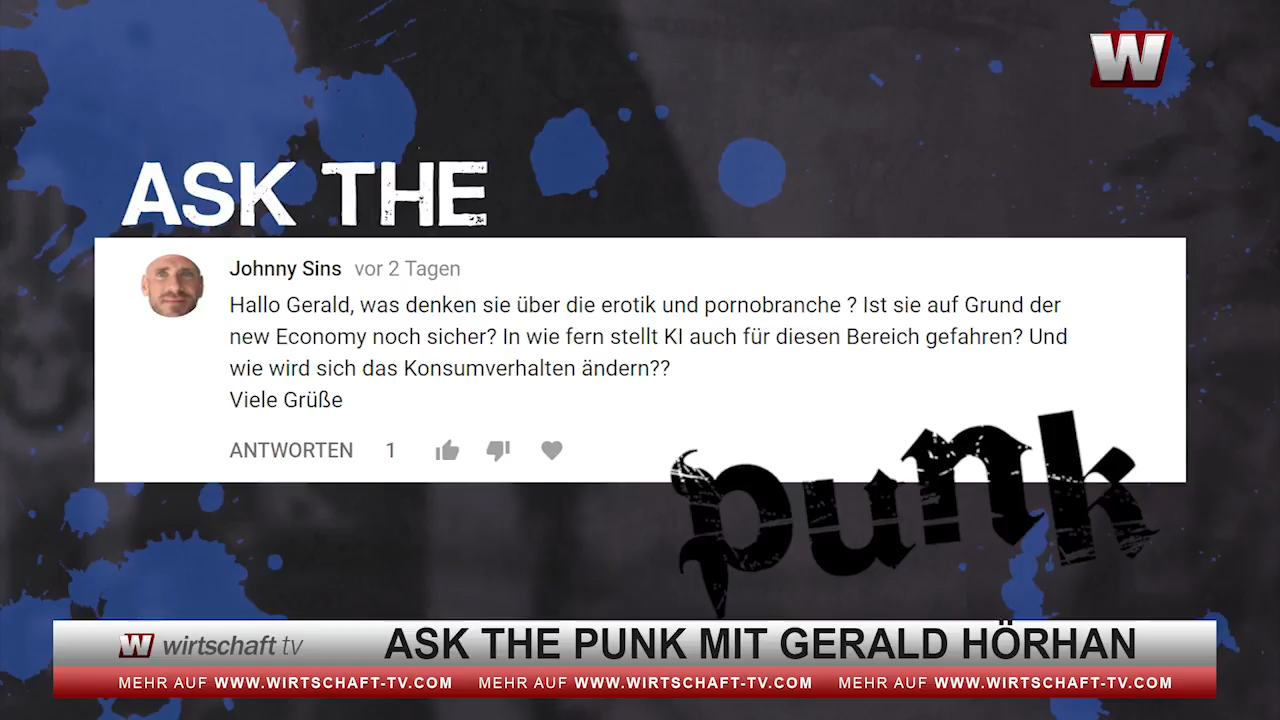 W
ASK THE
Johnny Sins vor 2 Tagen
Hallo Gerald, was denken sie über die erotik und pornobranche ? Ist sie auf Grund der
new Economy noch sicher? In wie fern stellt KI auch für diesen Bereich gefahren? Und
wie wird sich das Konsumverhalten ändern??
Viele Grüße
ANTWORTEN 1
punk
W wirtschaft tv ASK THE PUNK MIT GERALD HÖRHAN
MEHR AUF WWW.WIRTSCHAFT-TV.COM MEHR AUF WWW.WIRTSCHAFT-TV.COM MEHR AUF WWW.WIRTSCHAFT-TV.COM